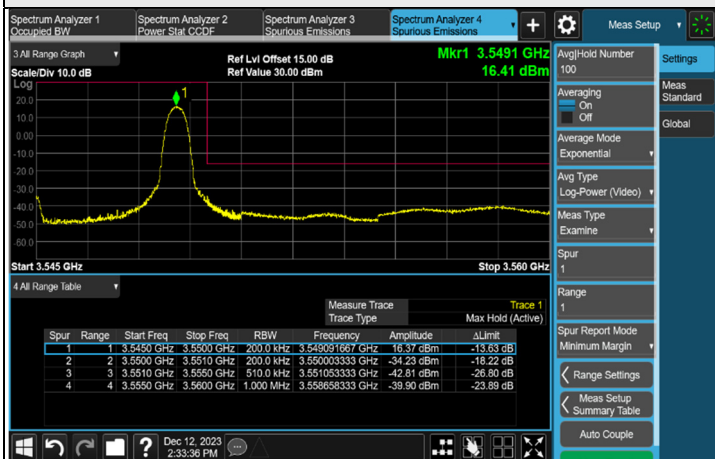 Spectrum Analyzer 1
Occupied BW
Spectrum Analyzer 2
Power Stat CCDF
Spectrum Analyzer 3
Spurious Emissions
Spectrum Analyzer 4
Spurious Emissions
+
Meas Setup
3 All Range Graph
Scale/Div 10.0 dB
Ref Lvl Offset 15.00 dB
Ref Value 30.00 dBm
Mkr1 3.5491 GHz
16.41 dBm
Log
1
20.0
10.0
0.00
-10.0
-20.0
-30.0
-40.0
-50.0
-60.0
Start 3.545 GHz
Stop 3.560 GHz
4 All Range Table
Measure Trace Trace 1
Trace Type Max Hold (Active)
Spur Range Start Freq Stop Freq RBW Frequency Amplitude ΔLimit
1 1 3.5450 GHz 3.5500 GHz 200.0 kHz 3.549091667 GHz 16.37 dBm -13.63 dB
2 2 3.5500 GHz 3.5510 GHz 200.0 kHz 3.550003333 GHz -34.23 dBm -18.22 dB
3 3 3.5510 GHz 3.5550 GHz 510.0 kHz 3.551053333 GHz -42.81 dBm -26.80 dB
4 4 3.5550 GHz 3.5600 GHz 1.000 MHz 3.558658333 GHz -39.90 dBm -23.89 dB
Avg|Hold Number
100
Averaging
On
Off
Average Mode
Exponential
Avg Type
Log-Power (Video)
Meas Type
Examine
Spur
1
Range
1
Spur Report Mode
Minimum Margin
Range Settings
Meas Setup
Summary Table
Auto Couple
Settings
Meas
Standard
Global
?
Dec 12, 2023
2:33:36 PM